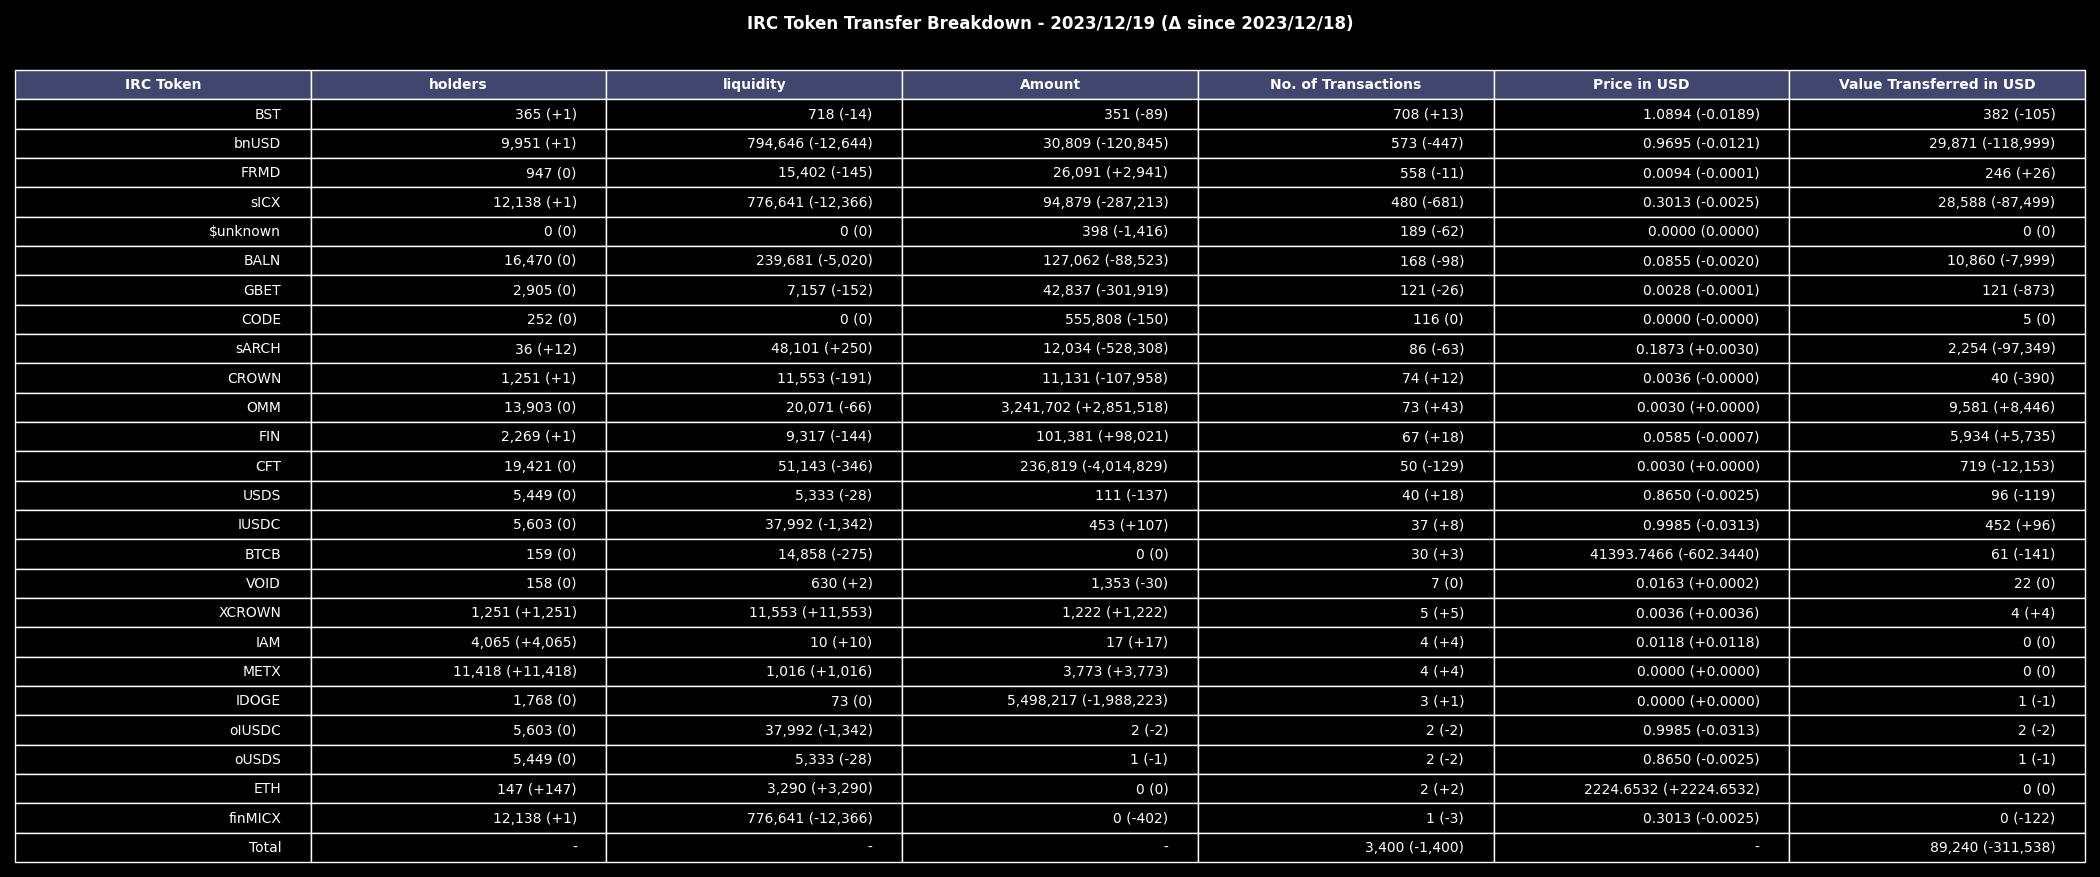 IRC Token Transfer Breakdown - 2023/12/19 (Δ since 2023/12/18)
IRC Token holders liquidity Amount No. of Transactions Price in USD Value Transferred in USD
BST 365 (+1) 718 (-14) 351 (-89) 708 (+13) 1.0894 (-0.0189) 382 (-105)
bnUSD 9,951 (+1) 794,646 (-12,644) 30,809 (-120,845) 573 (-447) 0.9695 (-0.0121) 29,871 (-118,999)
FRMD 947 (0) 15,402 (-145) 26,091 (+2,941) 558 (-11) 0.0094 (-0.0001) 246 (+26)
sICX 12,138 (+1) 776,641 (-12,366) 94,879 (-287,213) 480 (-681) 0.3013 (-0.0025) 28,588 (-87,499)
$unknown 0 (0) 0 (0) 398 (-1,416) 189 (-62) 0.0000 (0.0000) 0 (0)
BALN 16,470 (0) 239,681 (-5,020) 127,062 (-88,523) 168 (-98) 0.0855 (-0.0020) 10,860 (-7,999)
GBET 2,905 (0) 7,157 (-152) 42,837 (-301,919) 121 (-26) 0.0028 (-0.0001) 121 (-873)
CODE 252 (0) 0 (0) 555,808 (-150) 116 (0) 0.0000 (-0.0000) 5 (0)
sARCH 36 (+12) 48,101 (+250) 12,034 (-528,308) 86 (-63) 0.1873 (+0.0030) 2,254 (-97,349)
CROWN 1,251 (+1) 11,553 (-191) 11,131 (-107,958) 74 (+12) 0.0036 (-0.0000) 40 (-390)
OMM 13,903 (0) 20,071 (-66) 3,241,702 (+2,851,518) 73 (+43) 0.0030 (+0.0000) 9,581 (+8,446)
FIN 2,269 (+1) 9,317 (-144) 101,381 (+98,021) 67 (+18) 0.0585 (-0.0007) 5,934 (+5,735)
CFT 19,421 (0) 51,143 (-346) 236,819 (-4,014,829) 50 (-129) 0.0030 (+0.0000) 719 (-12,153)
USDS 5,449 (0) 5,333 (-28) 111 (-137) 40 (+18) 0.8650 (-0.0025) 96 (-119)
IUSDC 5,603 (0) 37,992 (-1,342) 453 (+107) 37 (+8) 0.9985 (-0.0313) 452 (+96)
BTCB 159 (0) 14,858 (-275) 0 (0) 30 (+3) 41393.7466 (-602.3440) 61 (-141)
VOID 158 (0) 630 (+2) 1,353 (-30) 7 (0) 0.0163 (+0.0002) 22 (0)
XCROWN 1,251 (+1,251) 11,553 (+11,553) 1,222 (+1,222) 5 (+5) 0.0036 (+0.0036) 4 (+4)
IAM 4,065 (+4,065) 10 (+10) 17 (+17) 4 (+4) 0.0118 (+0.0118) 0 (0)
METX 11,418 (+11,418) 1,016 (+1,016) 3,773 (+3,773) 4 (+4) 0.0000 (+0.0000) 0 (0)
IDOGE 1,768 (0) 73 (0) 5,498,217 (-1,988,223) 3 (+1) 0.0000 (+0.0000) 1 (-1)
oIUSDC 5,603 (0) 37,992 (-1,342) 2 (-2) 2 (-2) 0.9985 (-0.0313) 2 (-2)
oUSDS 5,449 (0) 5,333 (-28) 1 (-1) 2 (-2) 0.8650 (-0.0025) 1 (-1)
ETH 147 (+147) 3,290 (+3,290) 0 (0) 2 (+2) 2224.6532 (+2224.6532) 0 (0)
finMICX 12,138 (+1) 776,641 (-12,366) 0 (-402) 1 (-3) 0.3013 (-0.0025) 0 (-122)
Total - - - 3,400 (-1,400) - 89,240 (-311,538)